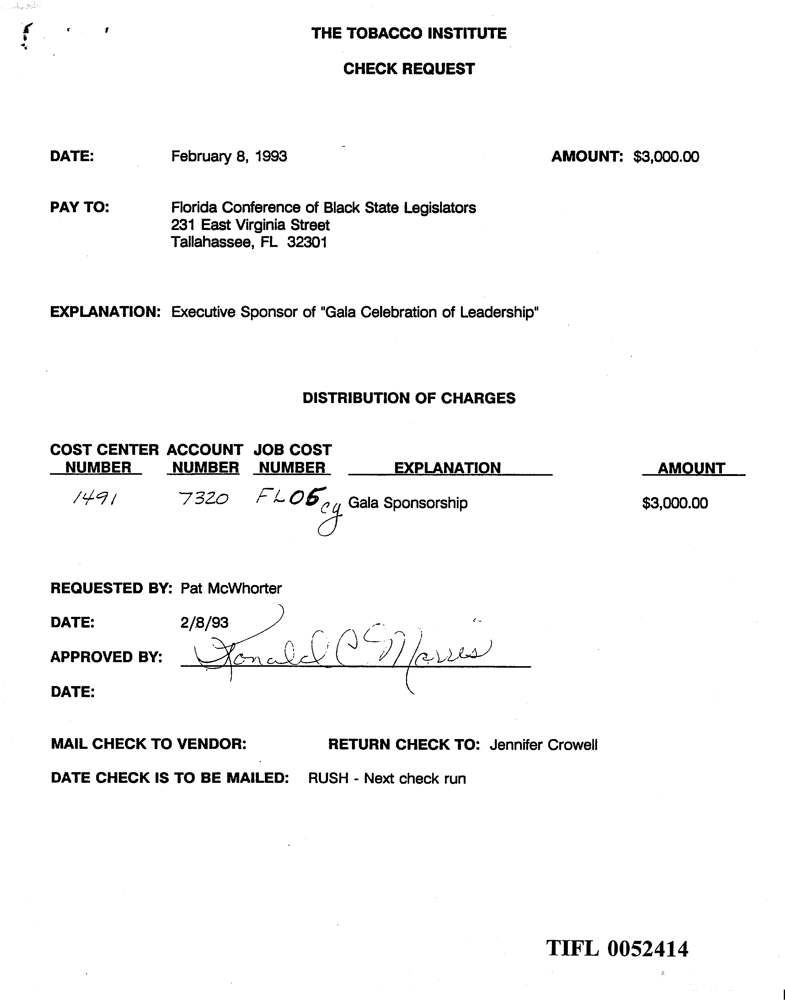 THE TOBACCO INSTITUTE
CHECK REQUEST
DATE: February 8, 1993 AMOUNT: $3,000.00
PAY TO: Florida Conference of Black State Legislators
231 East Virginia Street
Tallahassee, FL 32301
EXPLANATION: Executive Sponsor of "Gala Celebration of Leadership"
DISTRIBUTION OF CHARGES
COST CENTER ACCOUNT JOB COST
NUMBER NUMBER NUMBER EXPLANATION AMOUNT
1491 7320 FL05 cy Gala Sponsorship $3,000.00
REQUESTED BY: Pat McWhorter
DATE: 2/8/93
APPROVED BY: Ronald C Morris
DATE:
MAIL CHECK TO VENDOR: RETURN CHECK TO: Jennifer Crowell
DATE CHECK IS TO BE MAILED: RUSH - Next check run
TIFL 0052414